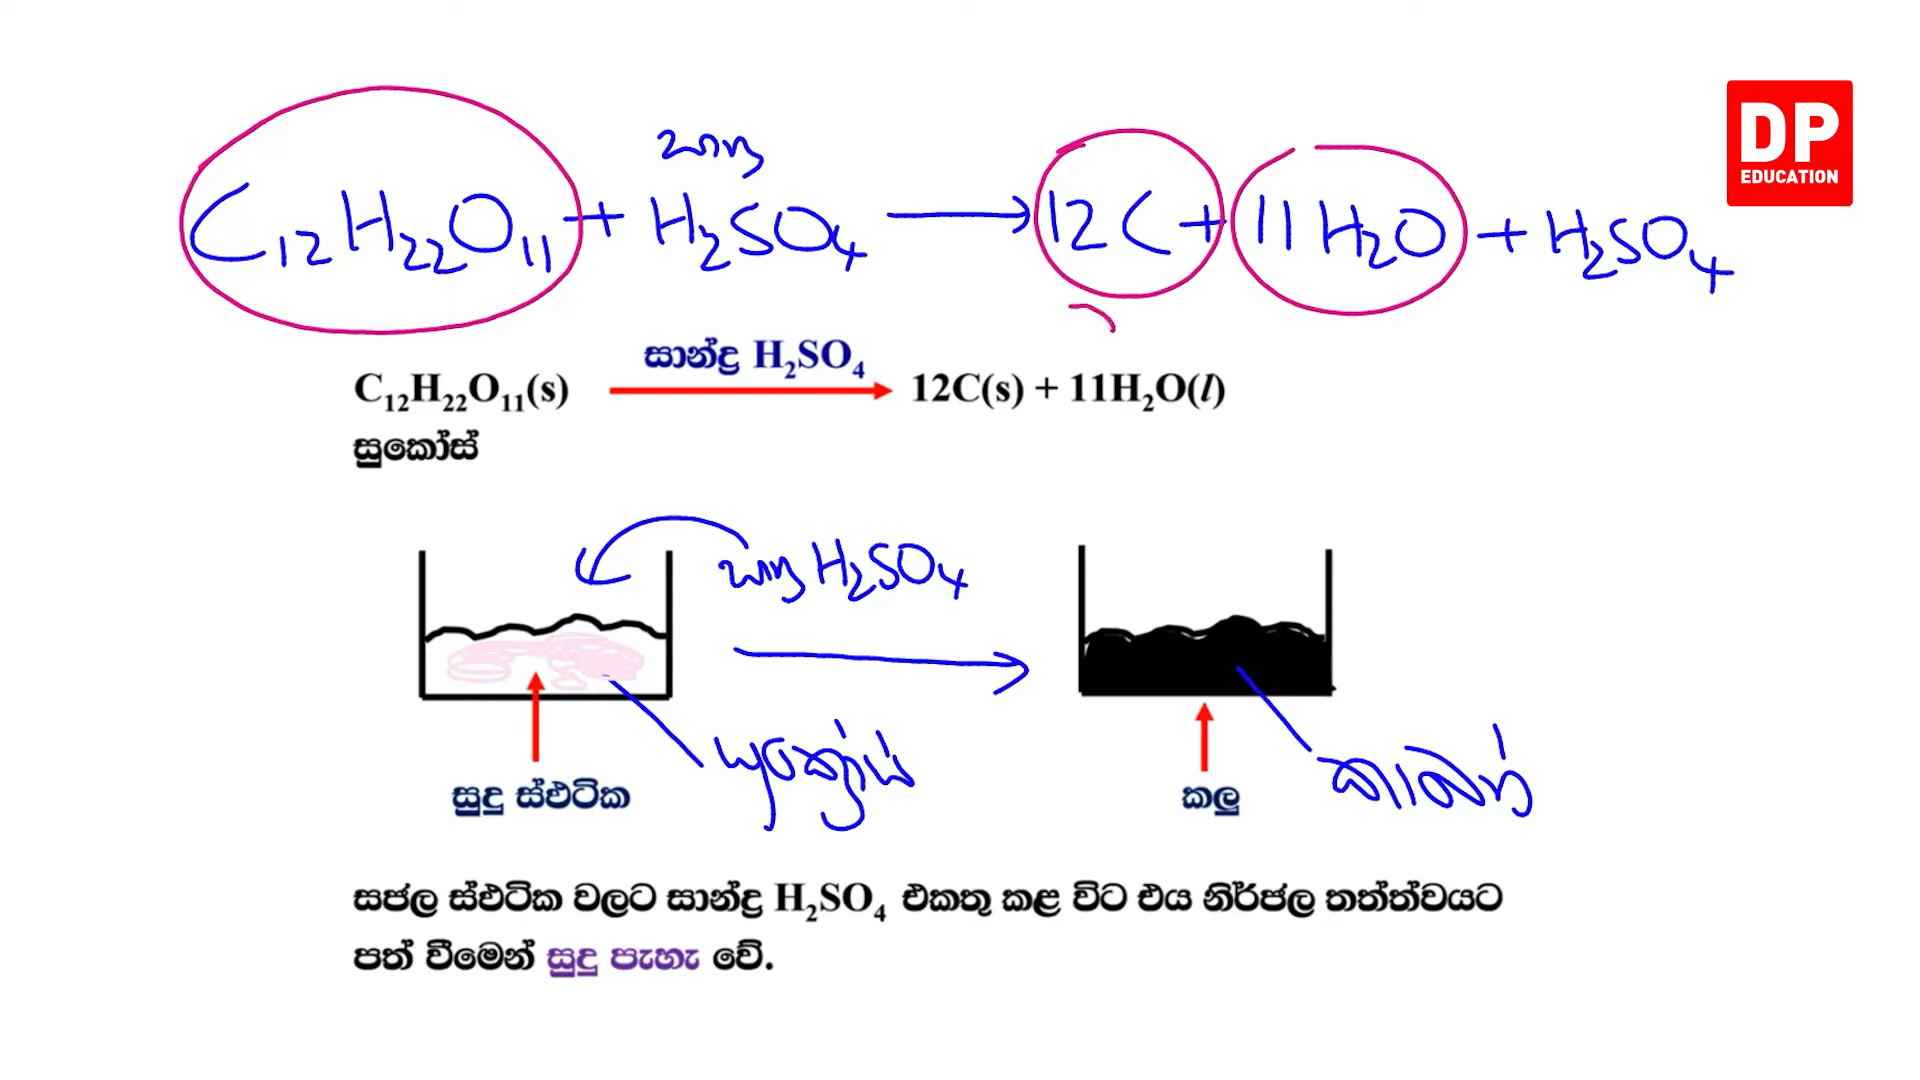 DP
EDUCATION
සාන්ද්‍ර
C₁₂H₂₂O₁₁ + H₂SO₄ → 12C + 11H₂O + H₂SO₄
සාන්ද්‍ර H₂SO₄
C₁₂H₂₂O₁₁(s) → 12C(s) + 11H₂O(l)
සුක්‍රෝස්
සාන්ද්‍ර H₂SO₄
සුක්‍රෝස්
කාබන්
සුදු ස්ඵටික
කලු
සජල ස්ඵටික වලට සාන්ද්‍ර H₂SO₄ එකතු කළ විට එය නිර්ජල තත්ත්වයට
පත් වීමෙන් සුදු පැහැ වේ.